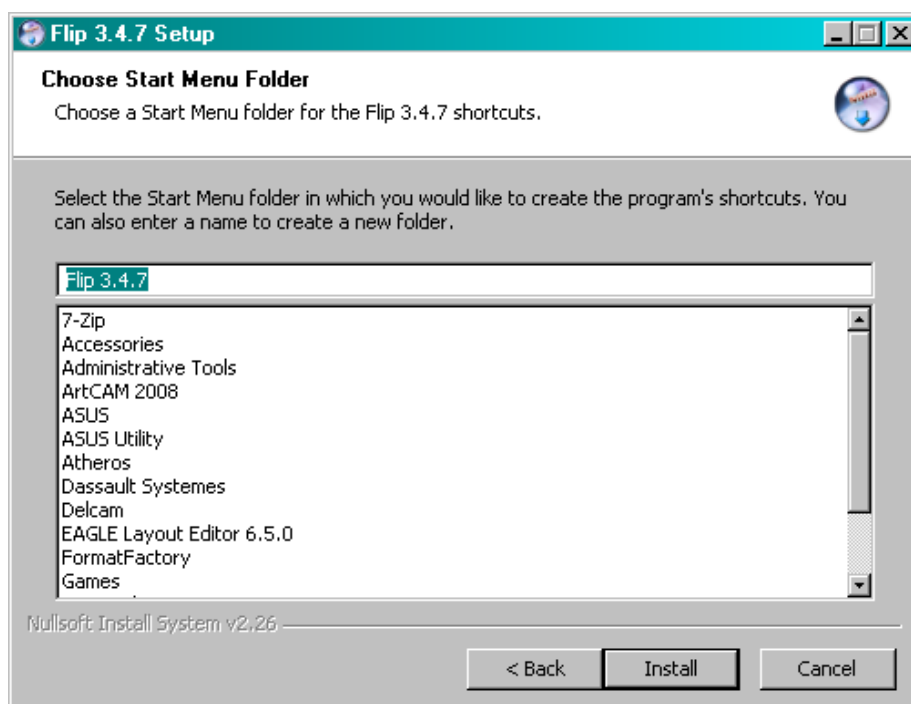 Flip 3.4.7 Setup
Choose Start Menu Folder
Choose a Start Menu folder for the Flip 3.4.7 shortcuts.
Select the Start Menu folder in which you would like to create the program's shortcuts. You
can also enter a name to create a new folder.
Flip 3.4.7
7-Zip
Accessories
Administrative Tools
ArtCAM 2008
ASUS
ASUS Utility
Atheros
Dassault Systemes
Delcam
EAGLE Layout Editor 6.5.0
FormatFactory
Games
Nullsoft Install System v2.26
< Back
Install
Cancel